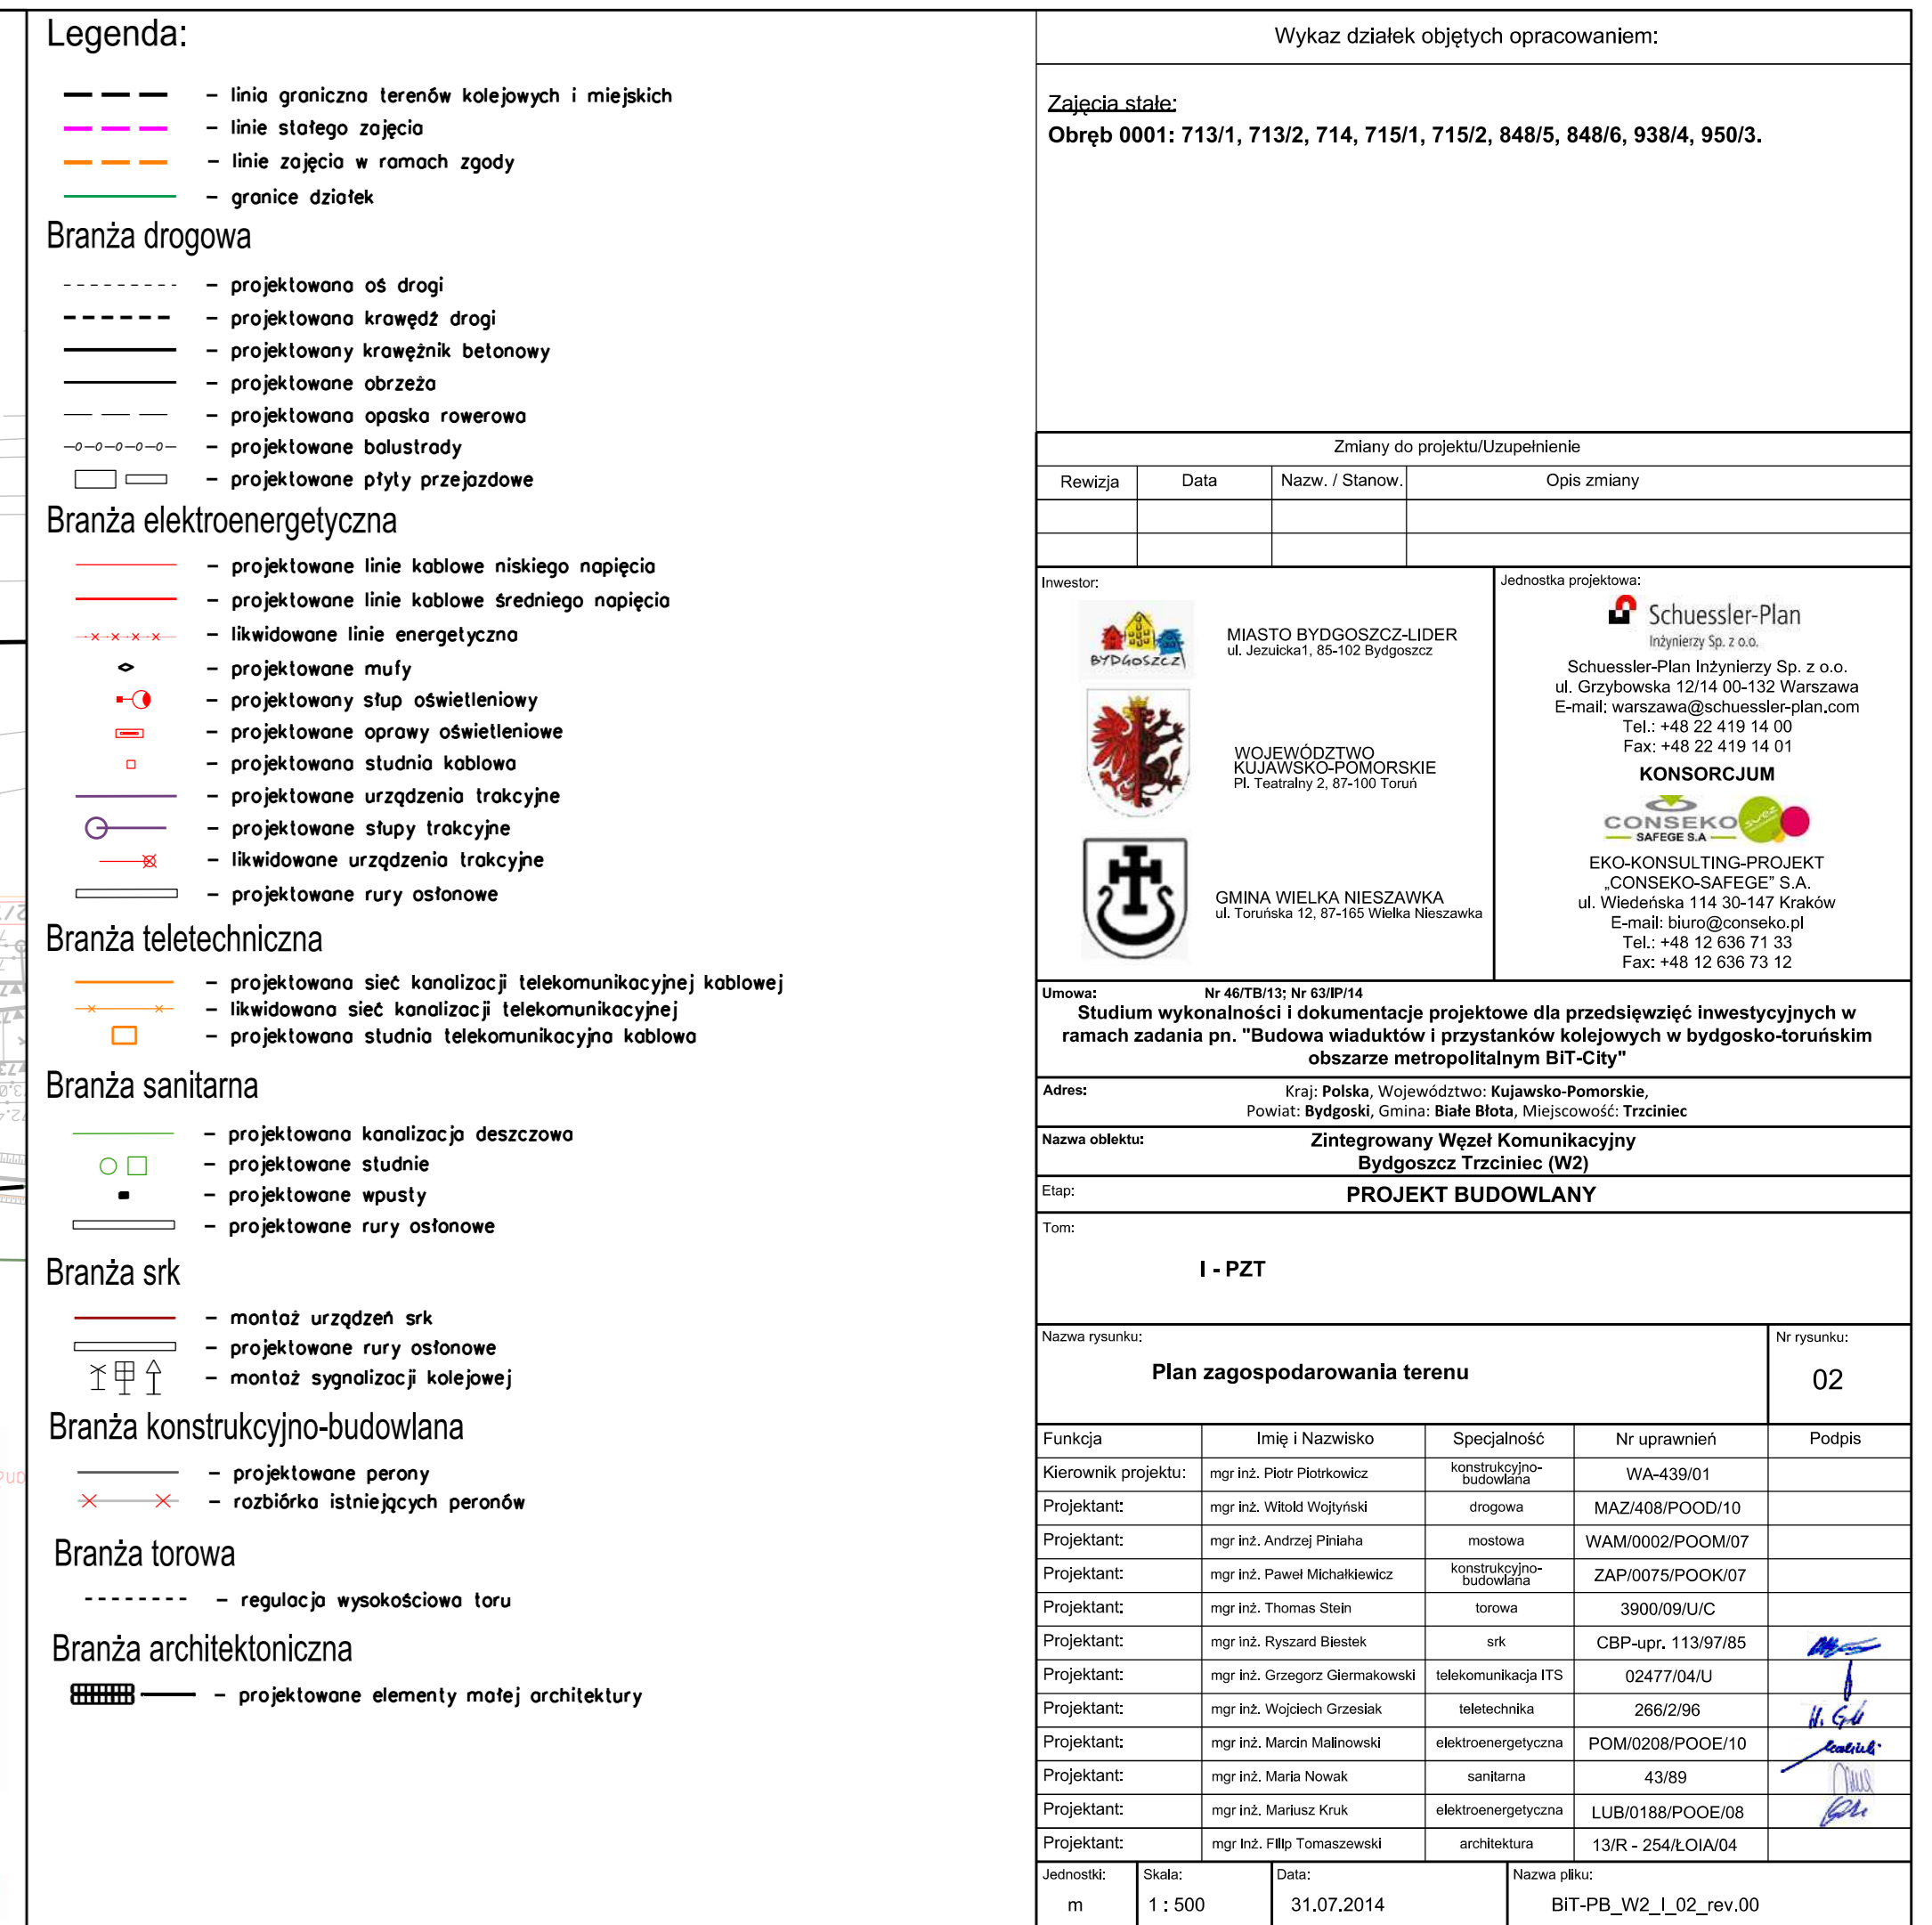 Legenda:
– linia graniczna terenów kolejowych i miejskich
– linie stałego zajęcia
– linie zajęcia w ramach zgody
– granice działek
Branża drogowa
– projektowana oś drogi
– projektowana krawędź drogi
– projektowany krawężnik betonowy
– projektowane obrzeża
– projektowana opaska rowerowa
– projektowane balustrady
– projektowane płyty przejazdowe
Branża elektroenergetyczna
– projektowane linie kablowe niskiego napięcia
– projektowane linie kablowe średniego napięcia
– likwidowane linie energetyczna
– projektowane mufy
– projektowany słup oświetleniowy
– projektowane oprawy oświetleniowe
– projektowana studnia kablowa
– projektowane urządzenia trakcyjne
– projektowane słupy trakcyjne
– likwidowane urządzenia trakcyjne
– projektowane rury osłonowe
Branża teletechniczna
– projektowana sieć kanalizacji telekomunikacyjnej kablowej
– likwidowana sieć kanalizacji telekomunikacyjnej
– projektowana studnia telekomunikacyjna kablowa
Branża sanitarna
– projektowana kanalizacja deszczowa
– projektowane studnie
– projektowane wpusty
– projektowane rury osłonowe
Branża srk
– montaż urządzeń srk
– projektowane rury osłonowe
– montaż sygnalizacji kolejowej
Branża konstrukcyjno-budowlana
– projektowane perony
– rozbiórka istniejących peronów
Branża torowa
– regulacja wysokościowa toru
Branża architektoniczna
– projektowane elementy małej architektury
Wykaz działek objętych opracowaniem:
Zajęcia stałe:
Obręb 0001: 713/1, 713/2, 714, 715/1, 715/2, 848/5, 848/6, 938/4, 950/3.
Zmiany do projektu/Uzupełnienie
Rewizja Data Nazw. / Stanow. Opis zmiany
Inwestor:
BYDGOSZCZ
MIASTO BYDGOSZCZ-LIDER
ul. Jezuicka1, 85-102 Bydgoszcz
WOJEWÓDZTWO
KUJAWSKO-POMORSKIE
Pl. Teatralny 2, 87-100 Toruń
GMINA WIELKA NIESZAWKA
ul. Toruńska 12, 87-165 Wielka Nieszawka
Jednostka projektowa:
Schuessler-Plan
Inżynierzy Sp. z o.o.
Schuessler-Plan Inżynierzy Sp. z o.o.
ul. Grzybowska 12/14 00-132 Warszawa
E-mail: warszawa@schuessler-plan.com
Tel.: +48 22 419 14 00
Fax: +48 22 419 14 01
KONSORCJUM
CONSEKO
SAFEGE S.A
EKO-KONSULTING-PROJEKT
„CONSEKO-SAFEGE” S.A.
ul. Wiedeńska 114 30-147 Kraków
E-mail: biuro@conseko.pl
Tel.: +48 12 636 71 33
Fax: +48 12 636 73 12
Umowa: Nr 46/TB/13; Nr 63/IP/14
Studium wykonalności i dokumentacje projektowe dla przedsięwzięć inwestycyjnych w
ramach zadania pn. "Budowa wiaduktów i przystanków kolejowych w bydgosko-toruńskim
obszarze metropolitalnym BiT-City"
Adres: Kraj: Polska, Województwo: Kujawsko-Pomorskie,
Powiat: Bydgoski, Gmina: Białe Błota, Miejscowość: Trzciniec
Nazwa obiektu: Zintegrowany Węzeł Komunikacyjny
Bydgoszcz Trzciniec (W2)
Etap: PROJEKT BUDOWLANY
Tom:
I - PZT
Nazwa rysunku: Nr rysunku:
Plan zagospodarowania terenu 02
Funkcja Imię i Nazwisko Specjalność Nr uprawnień Podpis
Kierownik projektu: mgr inż. Piotr Piotrkowicz konstrukcyjno-budowlana WA-439/01
Projektant: mgr inż. Witold Wojtyński drogowa MAZ/408/POOD/10
Projektant: mgr inż. Andrzej Piniaha mostowa WAM/0002/POOM/07
Projektant: mgr inż. Paweł Michałkiewicz konstrukcyjno-budowlana ZAP/0075/POOK/07
Projektant: mgr inż. Thomas Stein torowa 3900/09/U/C
Projektant: mgr inż. Ryszard Biestek srk CBP-upr. 113/97/85
Projektant: mgr inż. Grzegorz Giermakowski telekomunikacja ITS 02477/04/U
Projektant: mgr inż. Wojciech Grzesiak teletechnika 266/2/96
Projektant: mgr inż. Marcin Malinowski elektroenergetyczna POM/0208/POOE/10
Projektant: mgr inż. Maria Nowak sanitarna 43/89
Projektant: mgr inż. Mariusz Kruk elektroenergetyczna LUB/0188/POOE/08
Projektant: mgr inż. Filip Tomaszewski architektura 13/R - 254/ŁOIA/04
Jednostki: Skala: Data: Nazwa pliku:
m 1 : 500 31.07.2014 BiT-PB_W2_I_02_rev.00